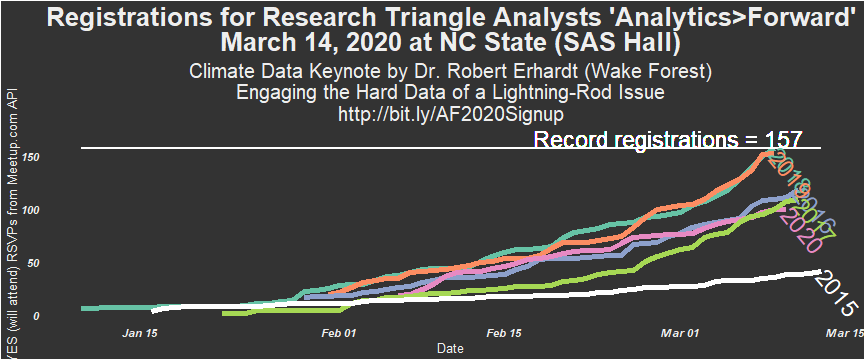 Registrations for Research Triangle Analysts 'Analytics>Forward'
March 14, 2020 at NC State (SAS Hall)
Climate Data Keynote by Dr. Robert Erhardt (Wake Forest)
Engaging the Hard Data of a Lightning-Rod Issue
http://bit.ly/AF2020Signup
YES (will attend) RSVPs from Meetup.com API
Record registrations = 157
150
100
50
0
2016
2017
2020
2015
Jan 15
Feb 01
Feb 15
Mar 01
Mar 15
Date